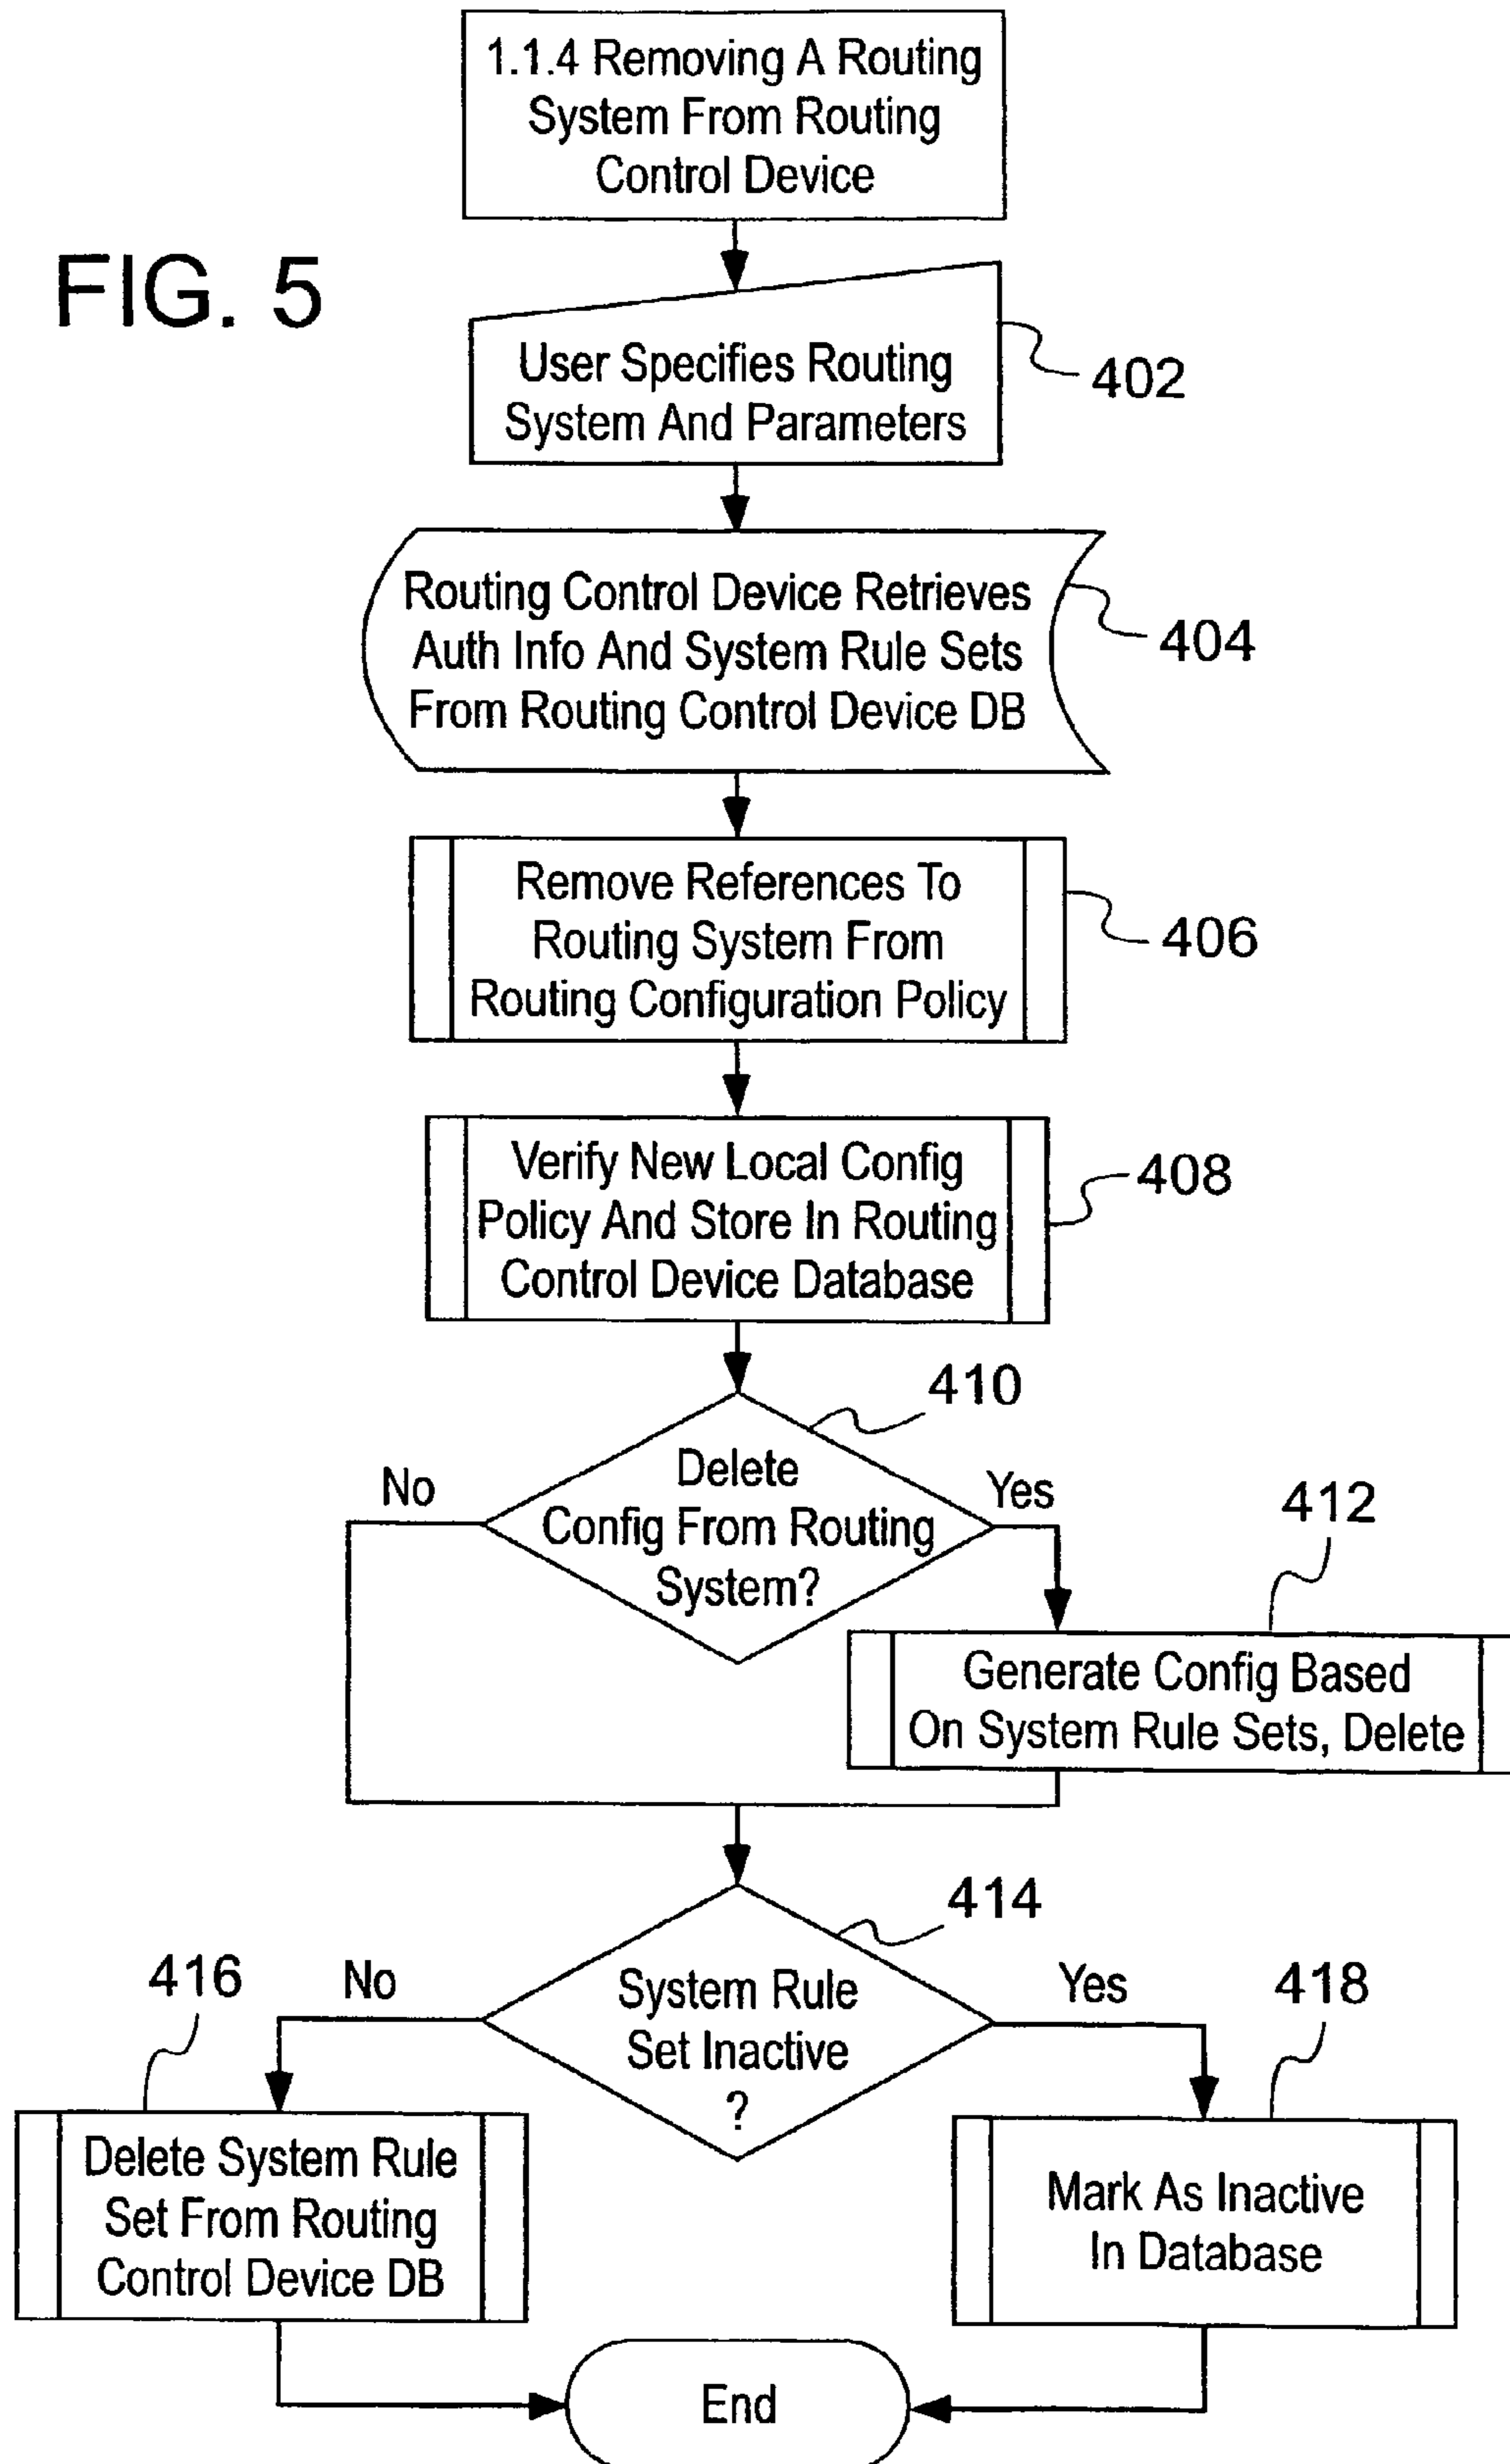 1.1.4 Removing A Routing
System From Routing
Control Device
FIG. 5
User Specifies Routing
System And Parameters
402
Routing Control Device Retrieves
Auth Info And System Rule Sets
From Routing Control Device DB
404
Remove References To
Routing System From
Routing Configuration Policy
406
Verify New Local Config
Policy And Store In Routing
Control Device Database
408
410
Delete
Config From Routing
System?
No
Yes
412
Generate Config Based
On System Rule Sets, Delete
414
System Rule
Set Inactive
?
No
Yes
416
418
Delete System Rule
Set From Routing
Control Device DB
Mark As Inactive
In Database
End